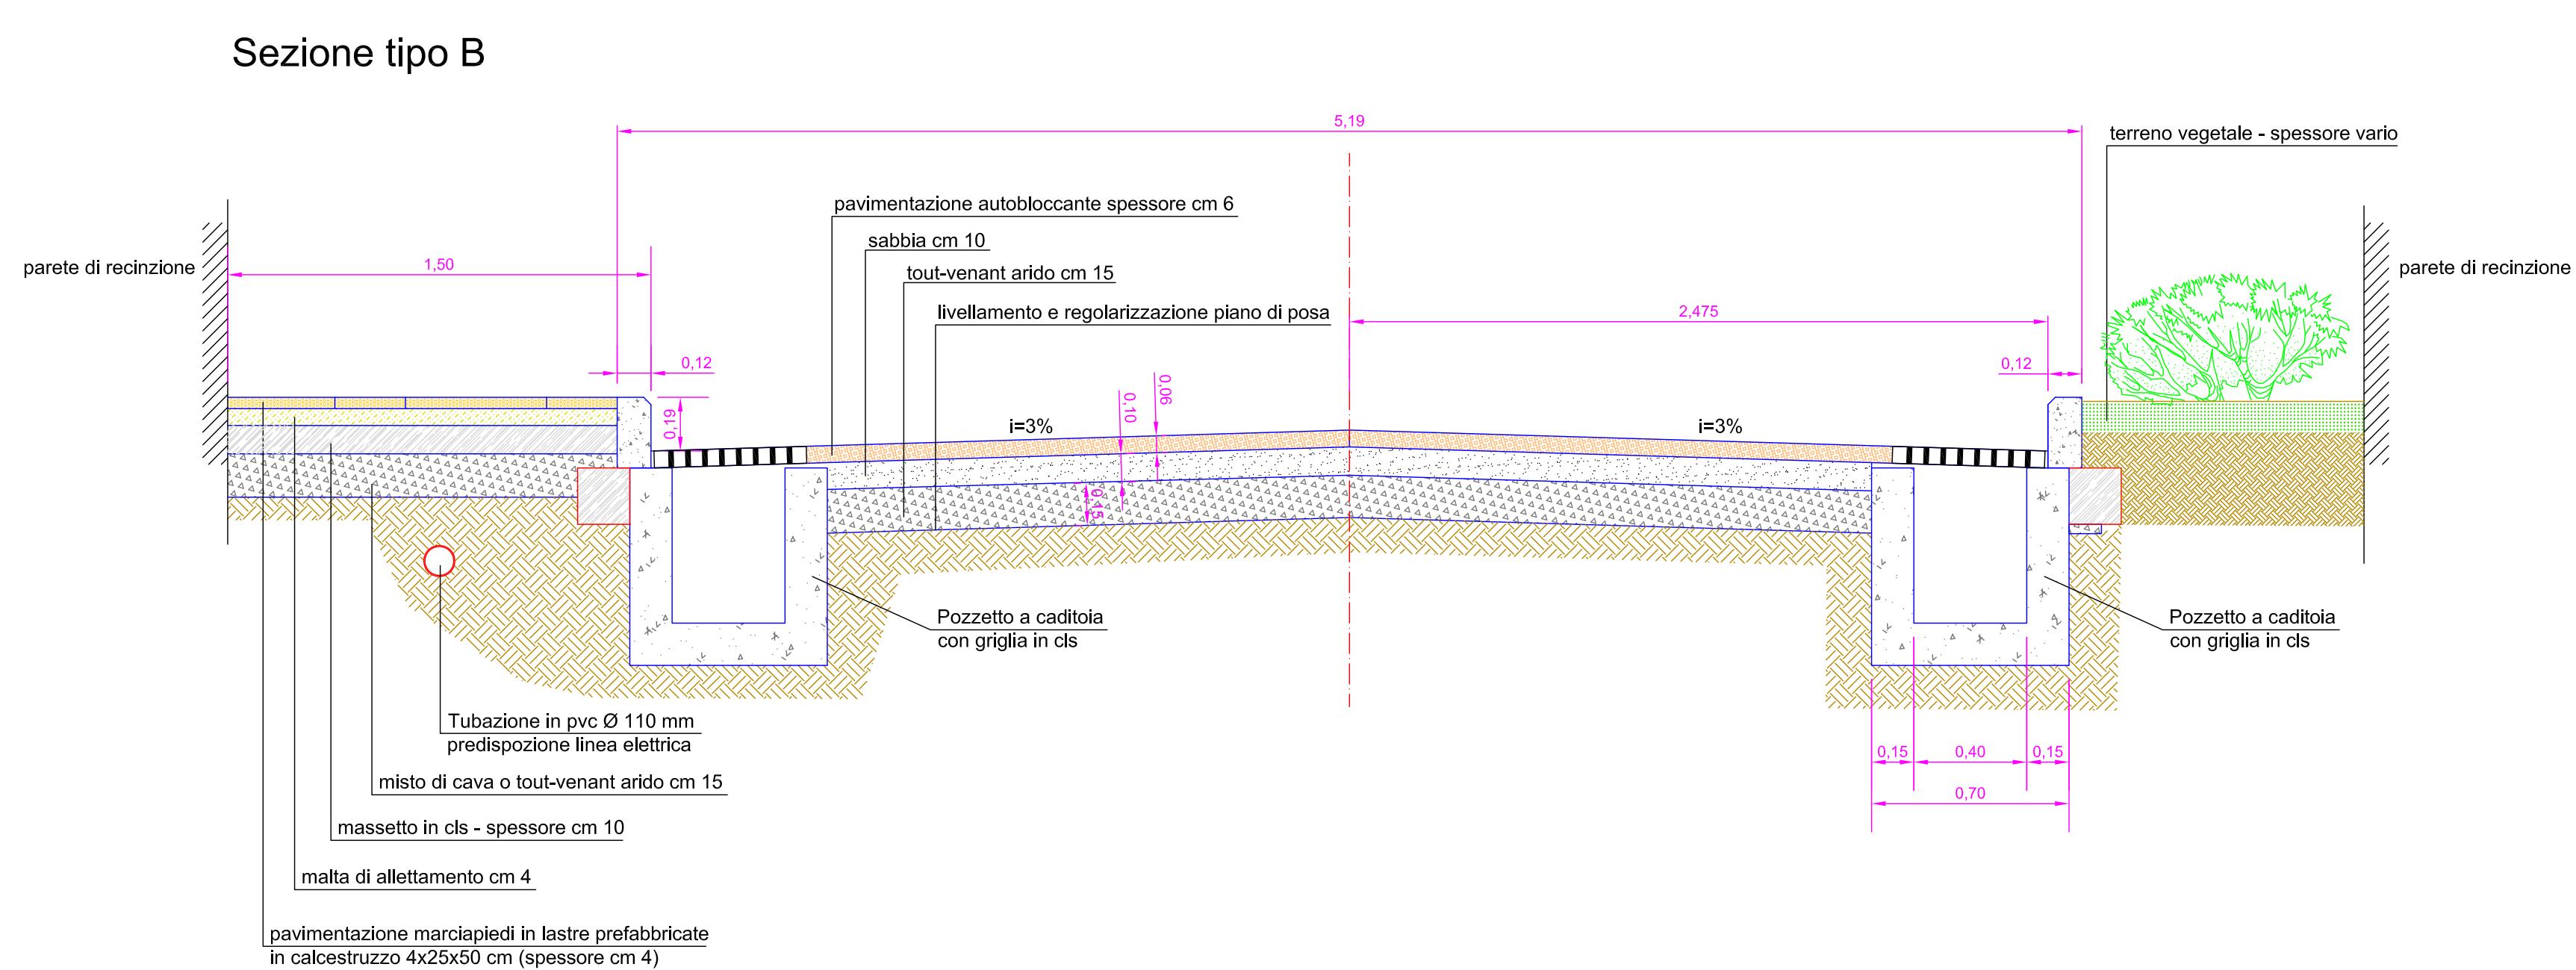 Sezione tipo B
5,19
terreno vegetale - spessore vario
pavimentazione autobloccante spessore cm 6
sabbia cm 10
parete di recinzione
1,50
tout-venant arido cm 15
parete di recinzione
livellamento e regolarizzazione piano di posa
2,475
0,12
0,12
0,06
0,10
0,19
i=3%
i=3%
0,15
Pozzetto a caditoia
con griglia in cls
Pozzetto a caditoia
con griglia in cls
Tubazione in pvc Ø 110 mm
predispozione linea elettrica
0,15
0,40
0,15
misto di cava o tout-venant arido cm 15
0,70
massetto in cls - spessore cm 10
malta di allettamento cm 4
pavimentazione marciapiedi in lastre prefabbricate
in calcestruzzo 4x25x50 cm (spessore cm 4)